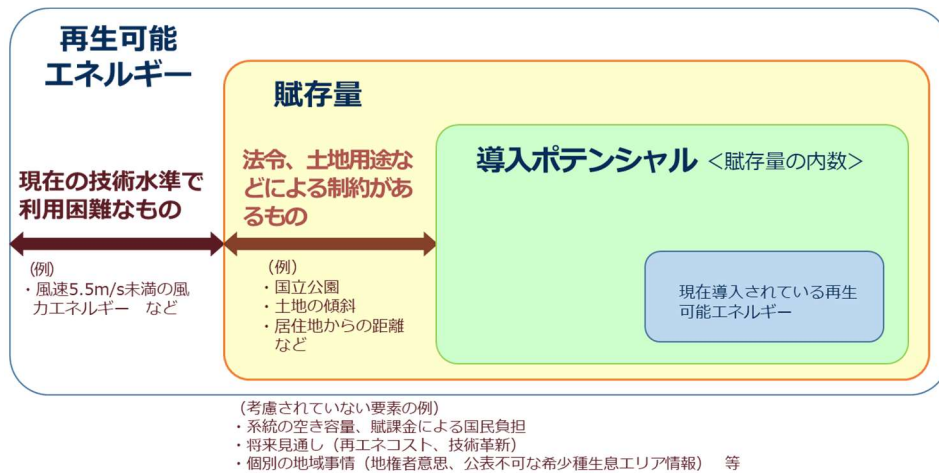 再生可能
エネルギー
賦存量
導入ポテンシャル <賦存量の内数>
現在の技術水準で
利用困難なもの
法令、土地用途な
どによる制約があ
るもの
(例)
・風速5.5m/s未満の風
力エネルギー など
(例)
・国立公園
・土地の傾斜
・居住地からの距離
など
現在導入されている再生
可能エネルギー
(考慮されていない要素の例)
・系統の空き容量、賦課金による国民負担
・将来見通し(再エネコスト、技術革新)
・個別の地域事情(地権者意思、公表不可な希少種生息エリア情報) 等